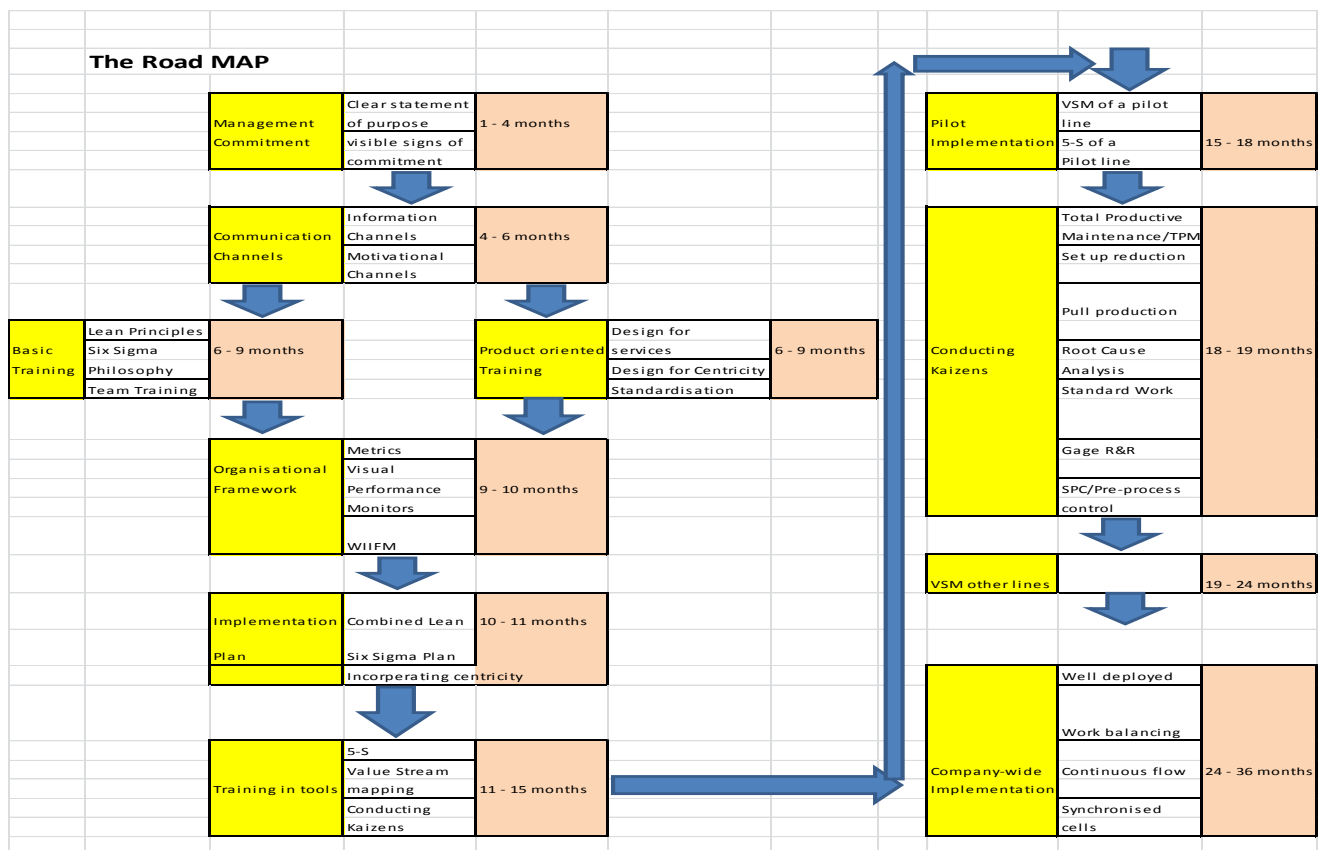 The Road MAP
Management
Commitment
Clear statement
of purpose
visible signs of
commitment
1 - 4 months
Communication
Channels
Information
Channels
Motivational
Channels
4 - 6 months
Basic
Training
Lean Principles
Six Sigma
Philosophy
Team Training
6 - 9 months
Product oriented
Training
Design for
services
Design for Centricity
Standardisation
6 - 9 months
Organisational
Framework
Metrics
Visual
Performance
Monitors
WIIFM
9 - 10 months
Implementation
Plan
Combined Lean
Six Sigma Plan
Incorperating centricity
10 - 11 months
Training in tools
5-S
Value Stream
mapping
Conducting
Kaizens
11 - 15 months
Pilot
Implementation
VSM of a pilot
line
5-S of a
Pilot line
15 - 18 months
Conducting
Kaizens
Total Productive
Maintenance/TPM
Set up reduction
Pull production
Root Cause
Analysis
Standard Work
Gage R&R
SPC/Pre-process
control
18 - 19 months
VSM other lines
19 - 24 months
Company-wide
Implementation
Well deployed
Work balancing
Continuous flow
Synchronised
cells
24 - 36 months